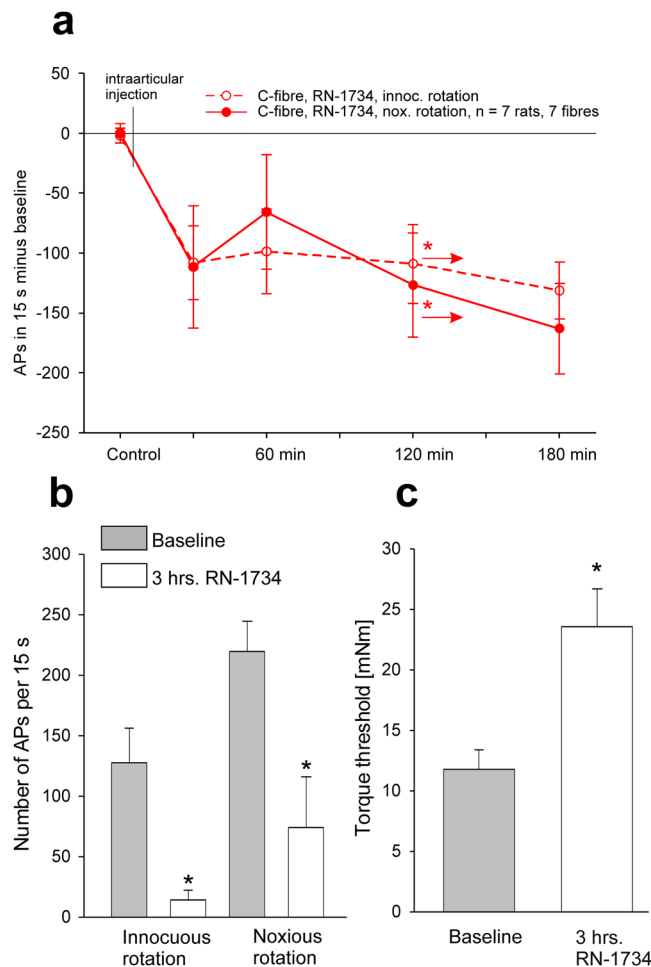 a
intraarticular
injection
C-fibre, RN-1734, innoc. rotation
C-fibre, RN-1734, nox. rotation, n = 7 rats, 7 fibres
APs in 15 s minus baseline
50
0
-50
-100
-150
-200
-250
*
*
Control
60 min
120 min
180 min
b
Baseline
3 hrs. RN-1734
Number of APs per 15 s
300
250
200
150
100
50
0
*
*
Innocuous
rotation
Noxious
rotation
c
Torque threshold [mNm]
30
25
20
15
10
5
0
*
Baseline
3 hrs.
RN-1734